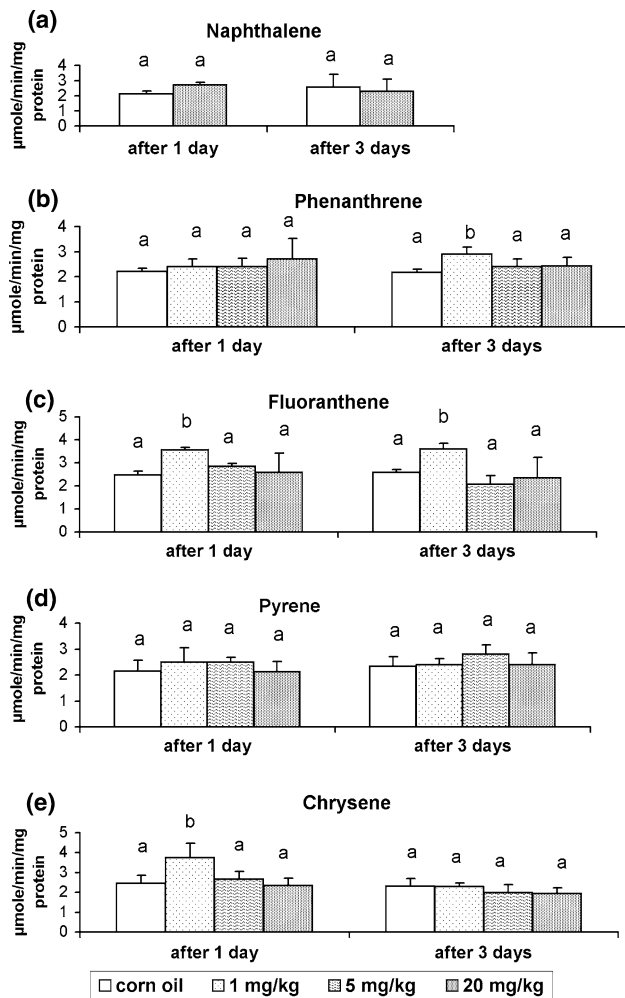 (a)
Naphthalene
µmole/min/mg
protein
4
3
2
1
0
a a a a
after 1 day after 3 days
(b)
Phenanthrene
µmole/min/mg
protein
4
3
2
1
0
a a a a a b a a
after 1 day after 3 days
(c)
Fluoranthene
µmole/min/mg
protein
5
4
3
2
1
0
a b a a a b a a
after 1 day after 3 days
(d)
Pyrene
µmole/min/mg
protein
4
3
2
1
0
a a a a a a a a
after 1 day after 3 days
(e)
Chrysene
µmole/min/mg
protein
5
4
3
2
1
0
a b a a a a a a
after 1 day after 3 days
corn oil 1 mg/kg 5 mg/kg 20 mg/kg